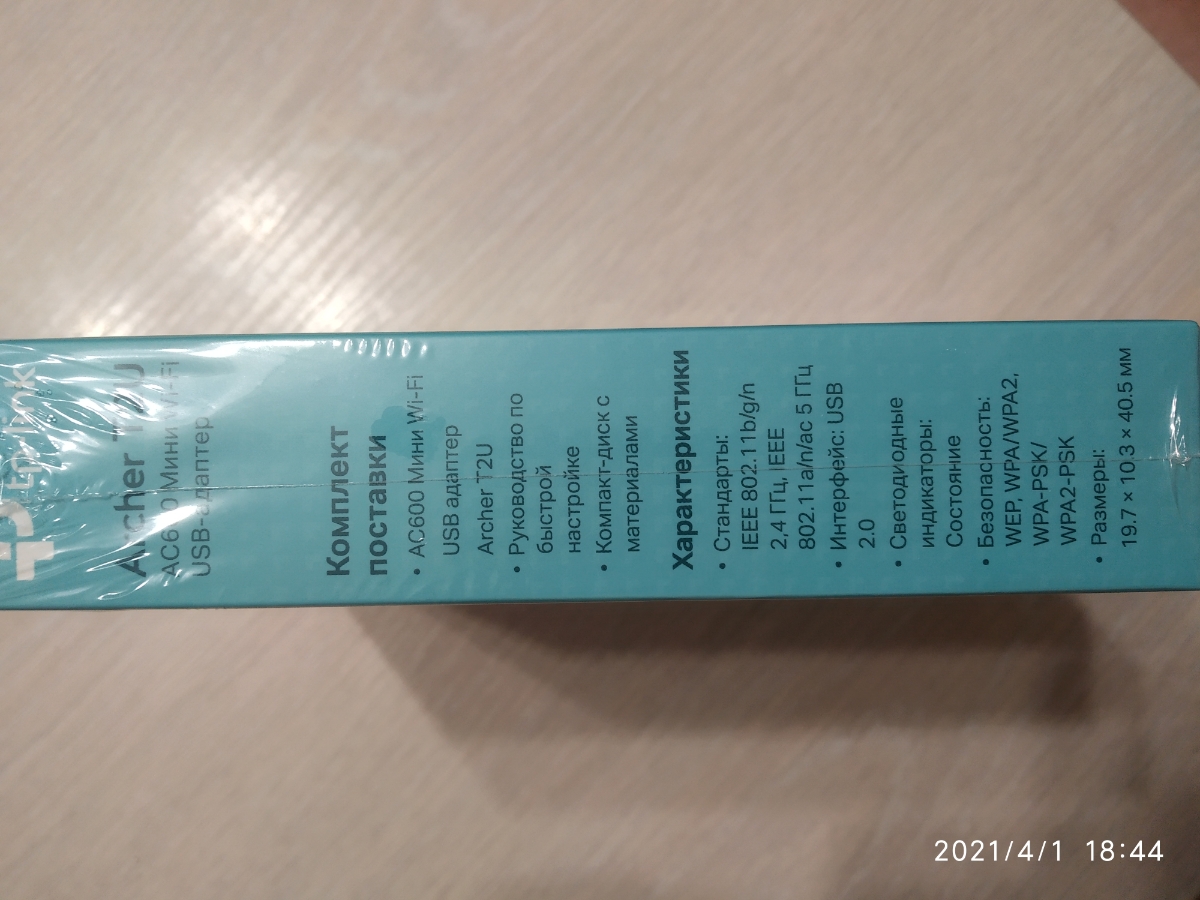 tp-link
Archer T2U
AC600 Мини Wi-Fi
USB-адаптер
Комплект
поставки
• AC600 Мини Wi-Fi
USB адаптер
Archer T2U
• Руководство по
быстрой
настройке
• Компакт-диск с
материалами
Характеристики
• Стандарты:
IEEE 802.11b/g/n
2,4 ГГц, IEEE
802.11a/n/ac 5 ГГц
• Интерфейс: USB
2.0
• Светодиодные
индикаторы:
Состояние
• Безопасность:
WEP, WPA/WPA2,
WPA-PSK/
WPA2-PSK
• Размеры:
19.7 × 10,3 × 40.5 мм
2021/4/1 18:44